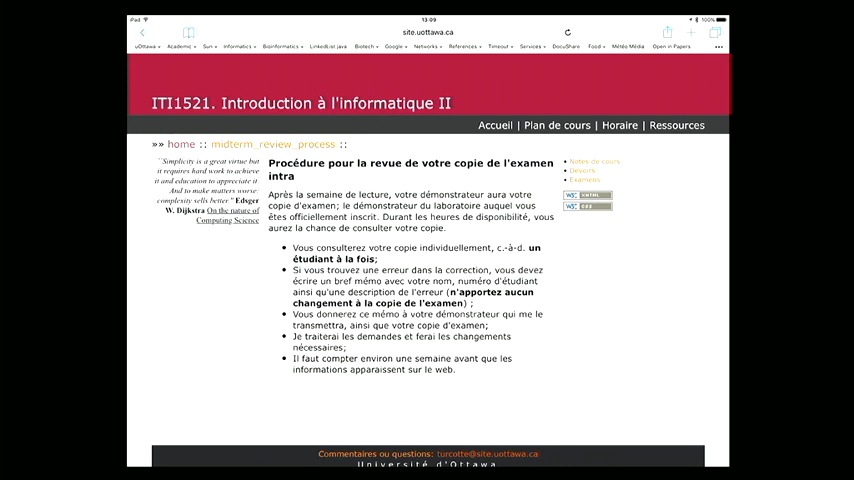 iPad 13:09 100%
site.uottawa.ca
uOttawa Academic Sun Informatics Bioinformatics LinkedList java Biotech Google Networks References Timeout Services DocuShare Food Météo Média Open in Papers
ITI1521. Introduction à l'informatique II
Accueil | Plan de cours | Horaire | Ressources
»» home :: midterm_review_process ::
``Simplicity is a great virtue but
it requires hard work to achieve
it and education to appreciate it.
And to make matters worse:
complexity sells better'' Edsger
W. Dijkstra On the nature of
Computing Science
Procédure pour la revue de votre copie de l'examen
intra
Après la semaine de lecture, votre démonstrateur aura votre
copie d'examen; le démonstrateur du laboratoire auquel vous
êtes officiellement inscrit. Durant les heures de disponibilité, vous
aurez la chance de consulter votre copie.
• Vous consulterez votre copie individuellement, c.-à-d. un
étudiant à la fois;
• Si vous trouvez une erreur dans la correction, vous devez
écrire un bref mémo avec votre nom, numéro d'étudiant
ainsi qu'une description de l'erreur (n'apportez aucun
changement à la copie de l'examen) ;
• Vous donnerez ce mémo à votre démonstrateur qui me le
transmettra, ainsi que votre copie d'examen;
• Je traiterai les demandes et ferai les changements
nécessaires;
• Il faut compter environ une semaine avant que les
informations apparaissent sur le web.
• Notes de cours
• Devoirs
• Examens
W3C XHTML
W3C CSS
Commentaires ou questions: turcotte@site.uottawa.ca
Université d'Ottawa